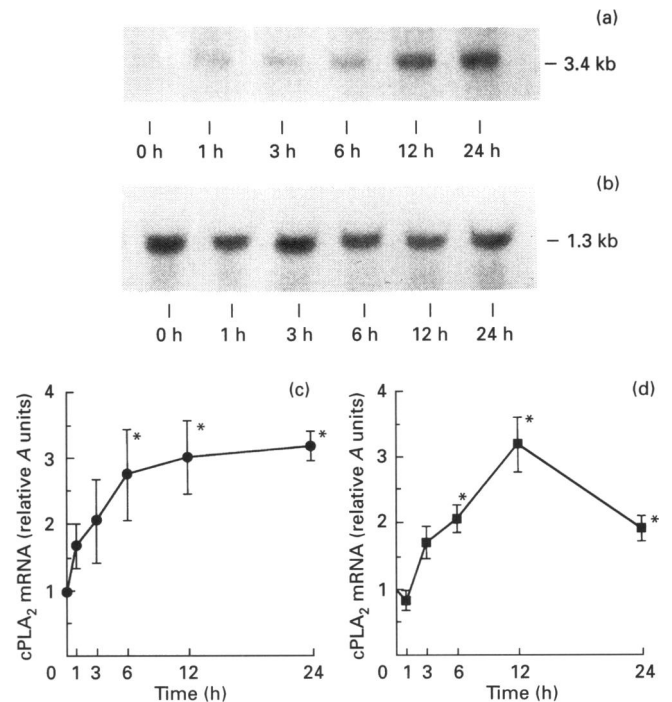 (a)
– 3.4 kb
0 h 1 h 3 h 6 h 12 h 24 h
(b)
– 1.3 kb
0 h 1 h 3 h 6 h 12 h 24 h
(c)
cPLA₂ mRNA (relative A units)
4
3
2
1
0 1 3 6 12 24
* * *
Time (h)
(d)
cPLA₂ mRNA (relative A units)
4
3
2
1
0 1 3 6 12 24
* * *
Time (h)